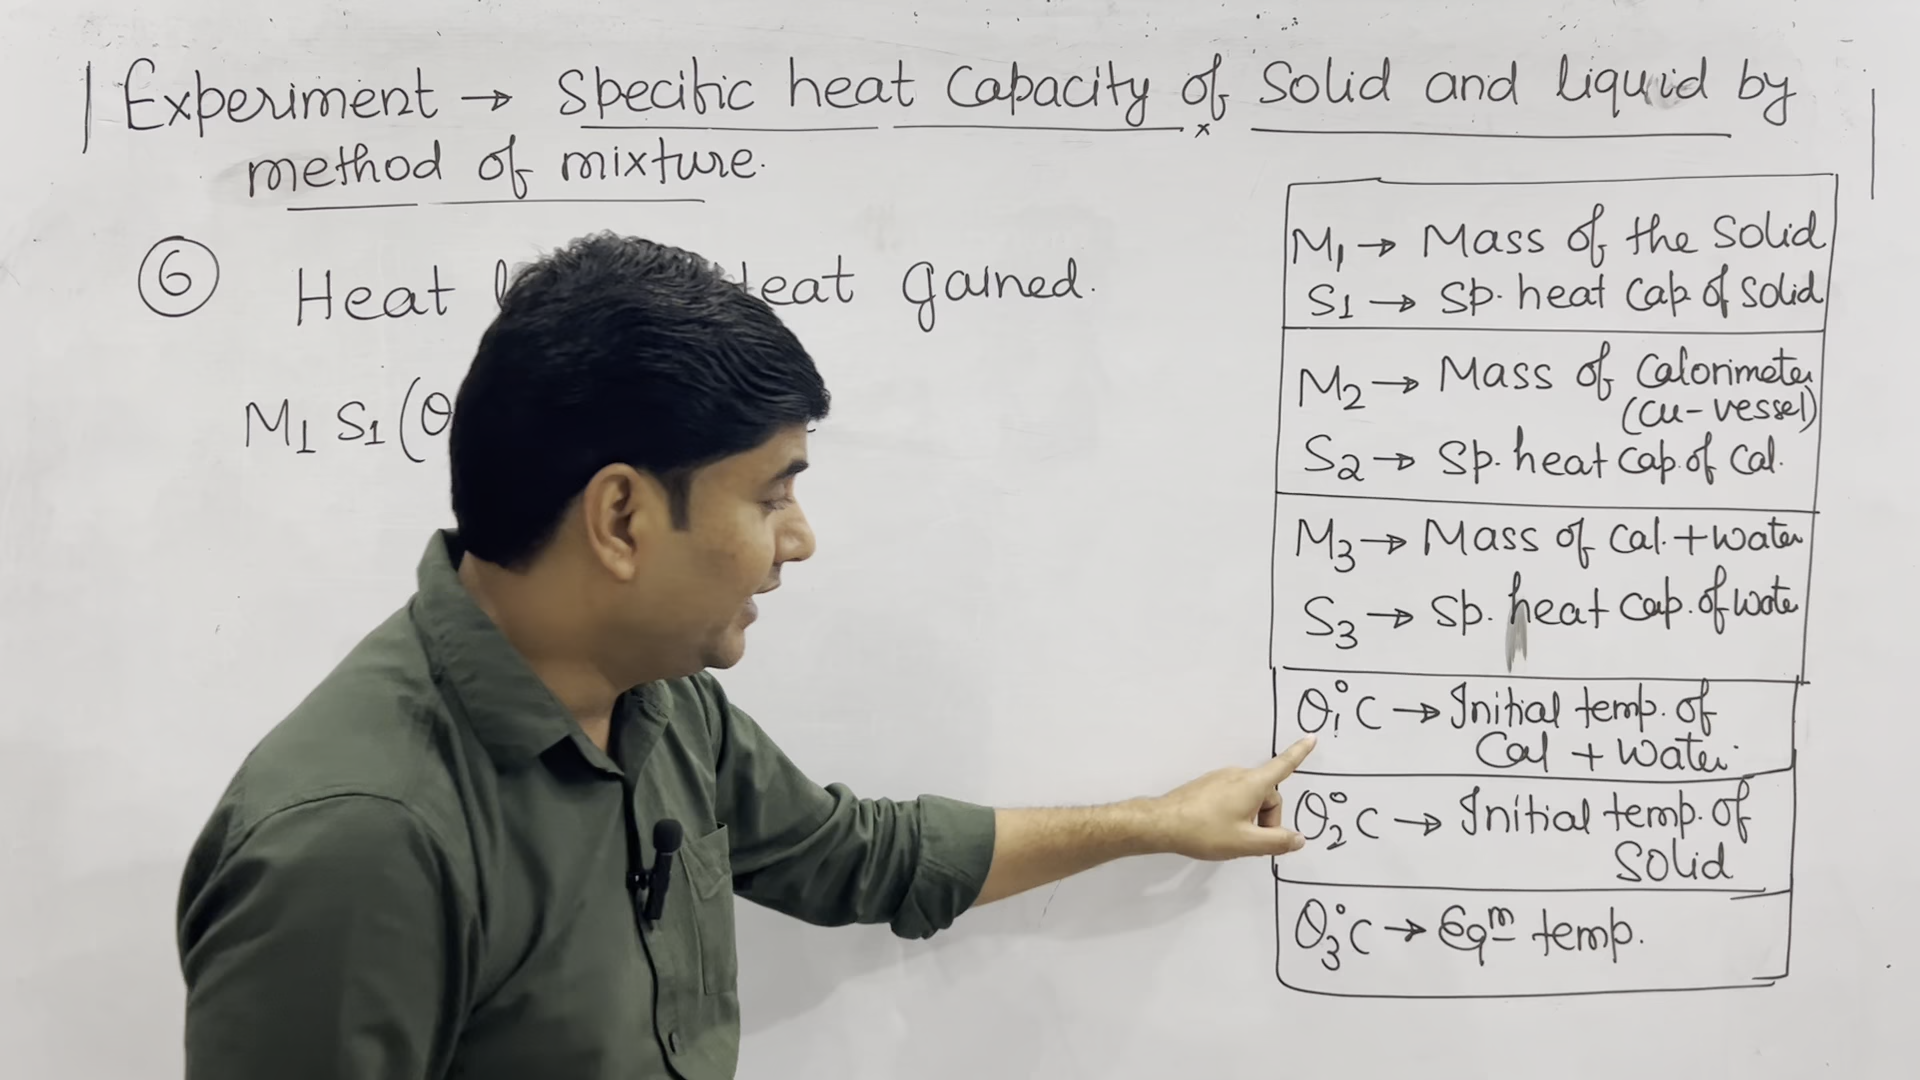 Experiment → Specific heat Capacity of Solid and liquid by
method of mixture.
6 Heat eat gained.
M1 S1 (θ
M1 → Mass of the Solid
S1 → Sp. heat Cap. of Solid
M2 → Mass of Calorimeter
(Cu-vessel)
S2 → Sp. heat Cap. of Cal.
M3 → Mass of Cal. + Water
S3 → Sp. heat Cap. of Water
θ1°C → Initial temp. of
Cal + Water.
θ2°C → Initial temp. of
Solid
θ3°C → Eqm temp.